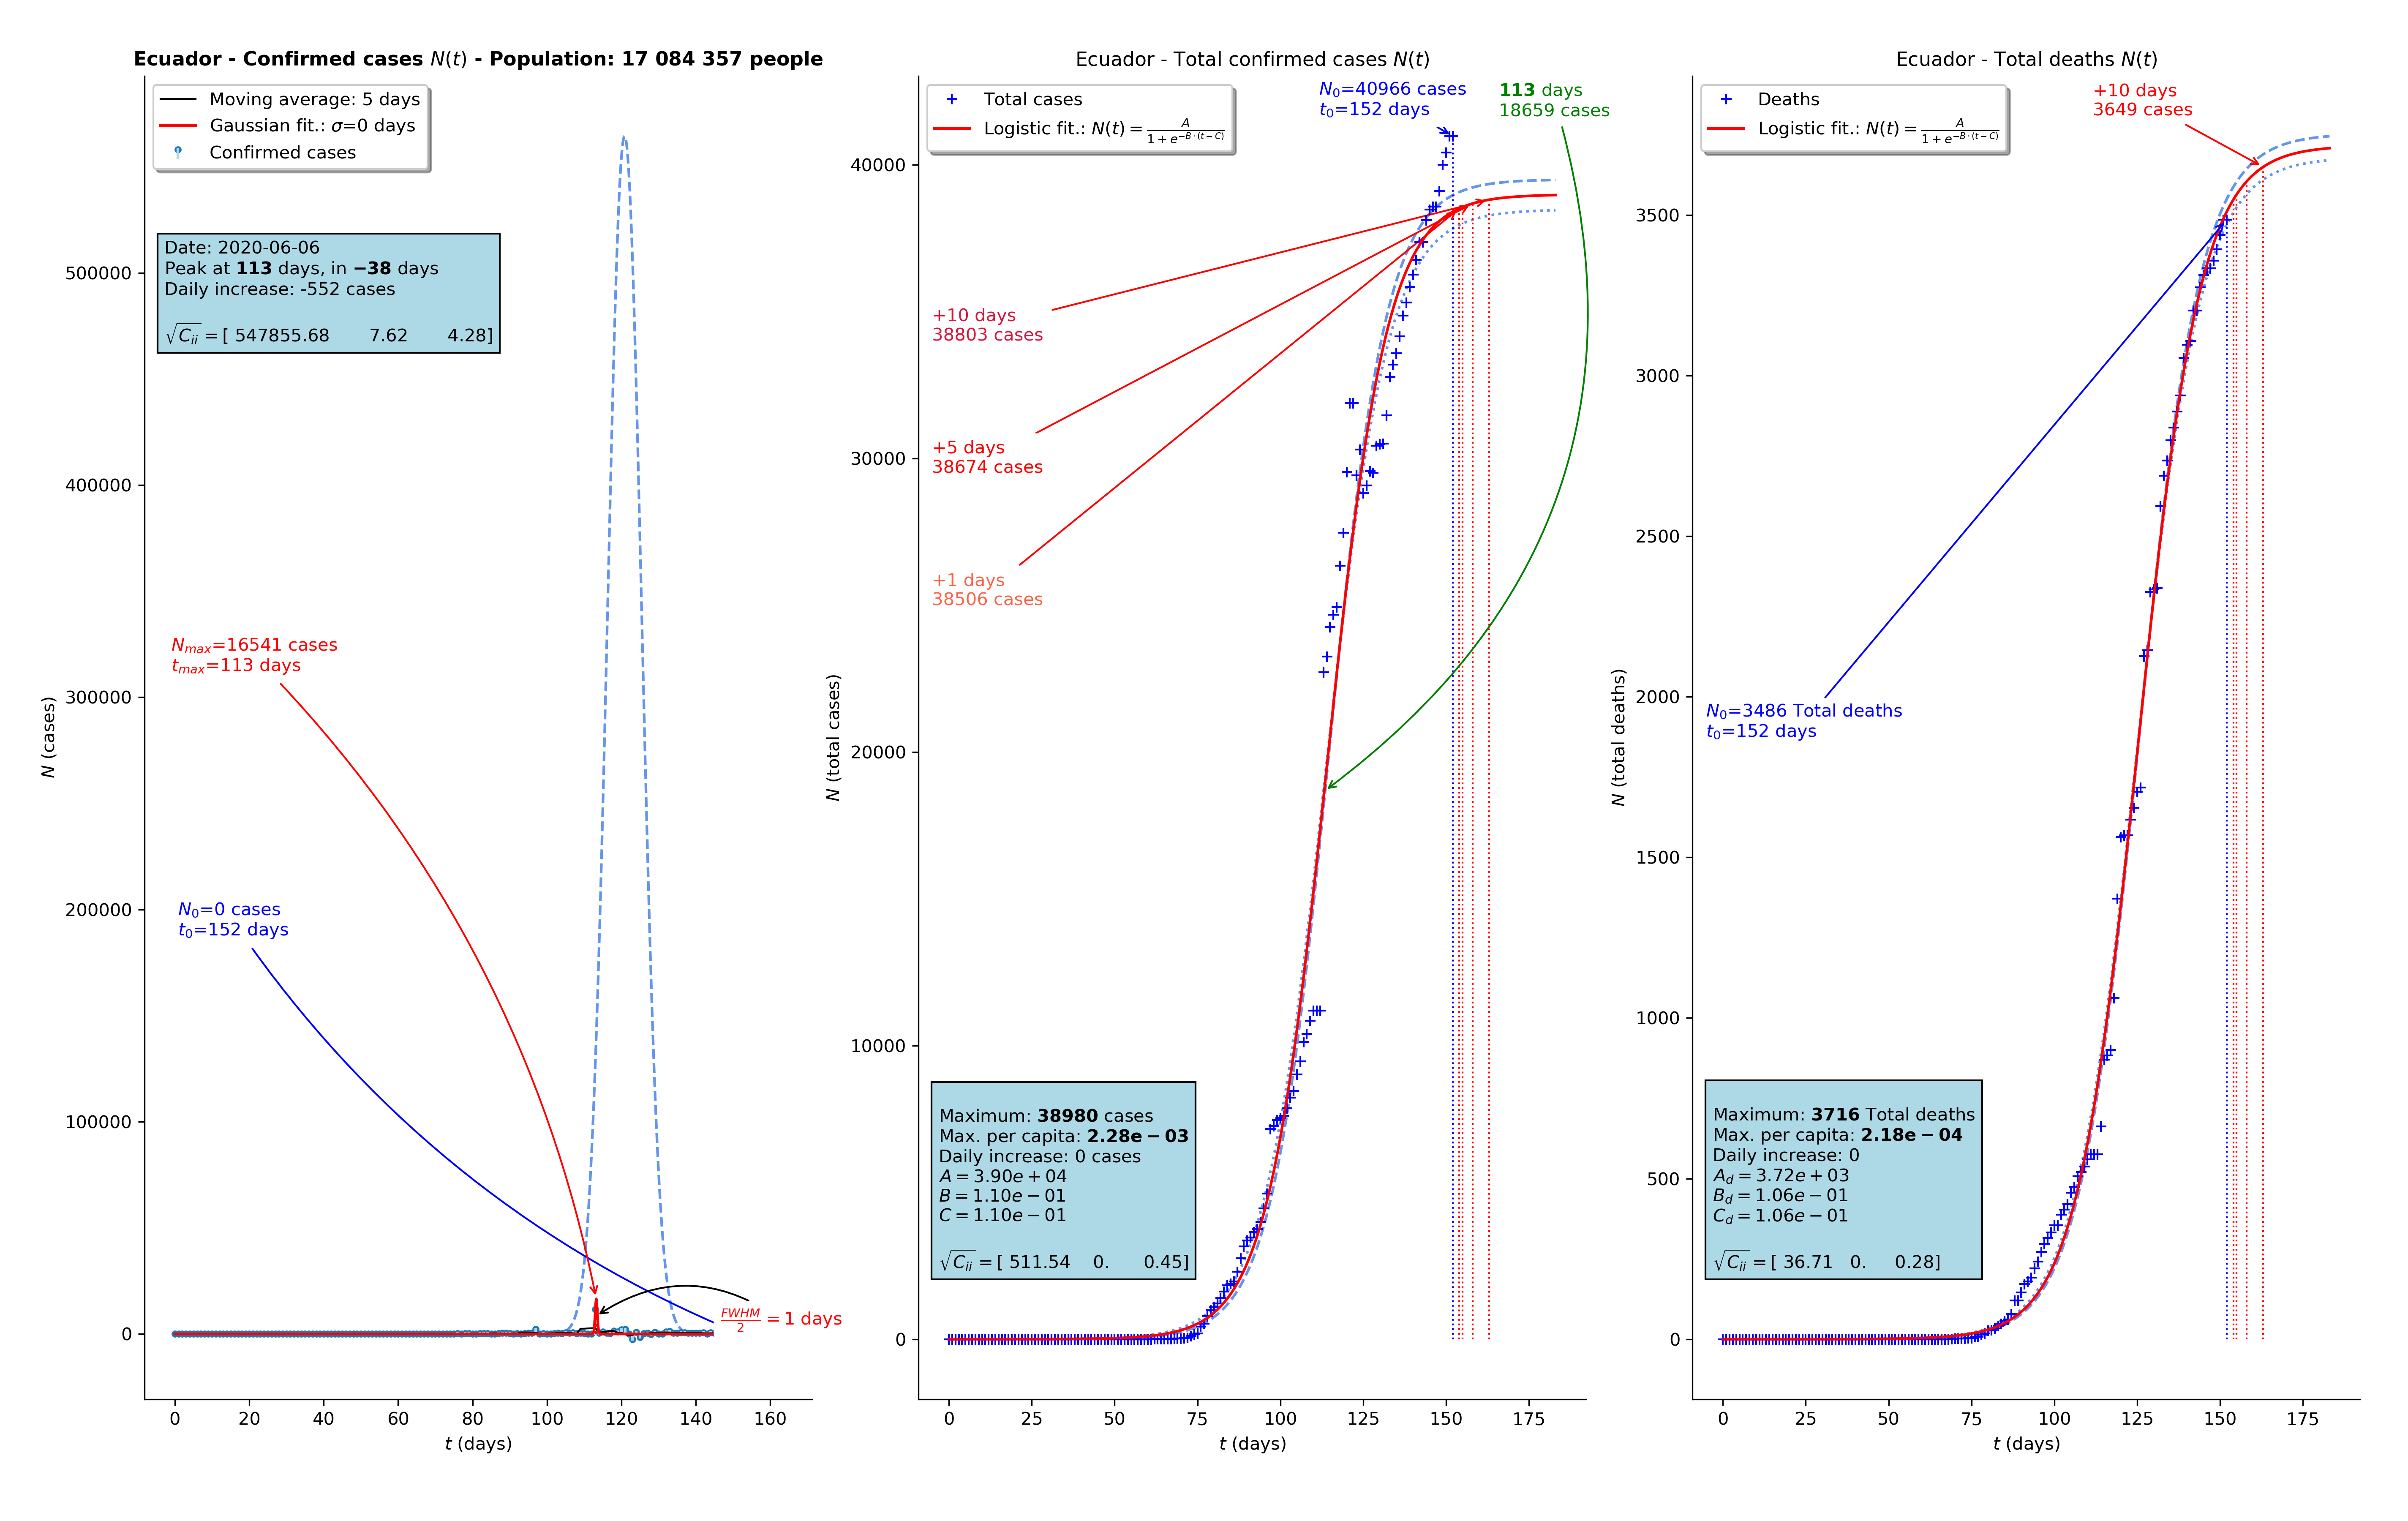 Ecuador - Confirmed cases N(t) - Population: 17 084 357 people
Moving average: 5 days
Gaussian fit.: σ=0 days
Confirmed cases
Date: 2020-06-06
Peak at 113 days, in −38 days
Daily increase: -552 cases
√C_ii = [ 547855.68 7.62 4.28]
N_max=16541 cases
t_max=113 days
N_0=0 cases
t_0=152 days
FWHM/2 = 1 days
N (cases)
500000
400000
300000
200000
100000
0
0 20 40 60 80 100 120 140 160
t (days)
Ecuador - Total confirmed cases N(t)
Total cases
Logistic fit.: N(t) = A/(1 + e^{−B·(t−C)})
N_0=40966 cases
t_0=152 days
113 days
18659 cases
+10 days
38803 cases
+5 days
38674 cases
+1 days
38506 cases
Maximum: 38980 cases
Max. per capita: 2.28e − 03
Daily increase: 0 cases
A = 3.90e + 04
B = 1.10e − 01
C = 1.10e − 01
√C_ii = [ 511.54 0. 0.45]
N (total cases)
40000
30000
20000
10000
0
0 25 50 75 100 125 150 175
t (days)
Ecuador - Total deaths N(t)
Deaths
Logistic fit.: N(t) = A/(1 + e^{−B·(t−C)})
+10 days
3649 cases
N_0=3486 Total deaths
t_0=152 days
Maximum: 3716 Total deaths
Max. per capita: 2.18e − 04
Daily increase: 0
A_d = 3.72e + 03
B_d = 1.06e − 01
C_d = 1.06e − 01
√C_ii = [ 36.71 0. 0.28]
N (total deaths)
3500
3000
2500
2000
1500
1000
500
0
0 25 50 75 100 125 150 175
t (days)